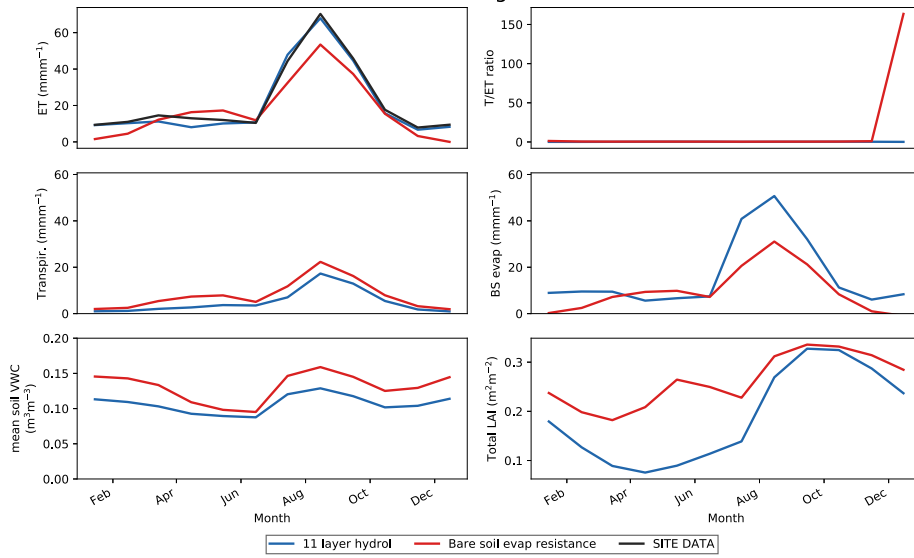 ET (mmm⁻¹)
0
20
40
60
T/ET ratio
0
50
100
150
Transpir. (mmm⁻¹)
0
20
40
60
BS evap (mmm⁻¹)
0
20
40
60
mean soil VWC
(m³m⁻³)
0.00
0.05
0.10
0.15
0.20
Total LAI (m²m⁻²)
0.1
0.2
0.3
Feb Apr Jun Aug Oct Dec
Month
Feb Apr Jun Aug Oct Dec
Month
11 layer hydrol Bare soil evap resistance SITE DATA